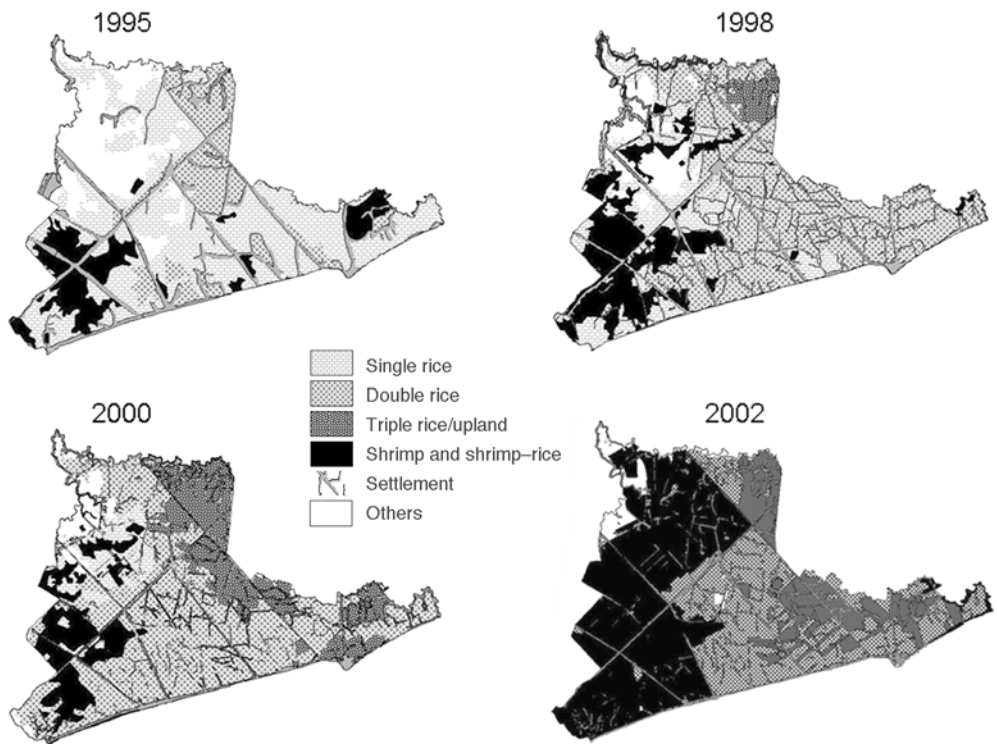 1995
1998
Single rice
Double rice
Triple rice/upland
Shrimp and shrimp–rice
Settlement
Others
2000
2002